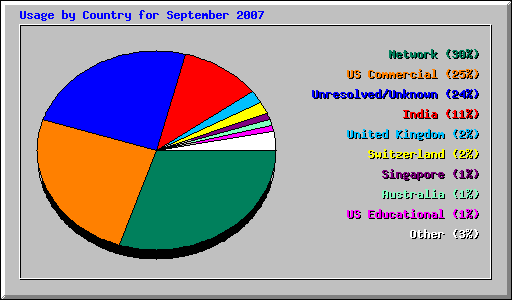 Usage by Country for September 2007
Network (30%)
US Commercial (25%)
Unresolved/Unknown (24%)
India (11%)
United Kingdom (2%)
Switzerland (2%)
Singapore (1%)
Australia (1%)
US Educational (1%)
Other (3%)